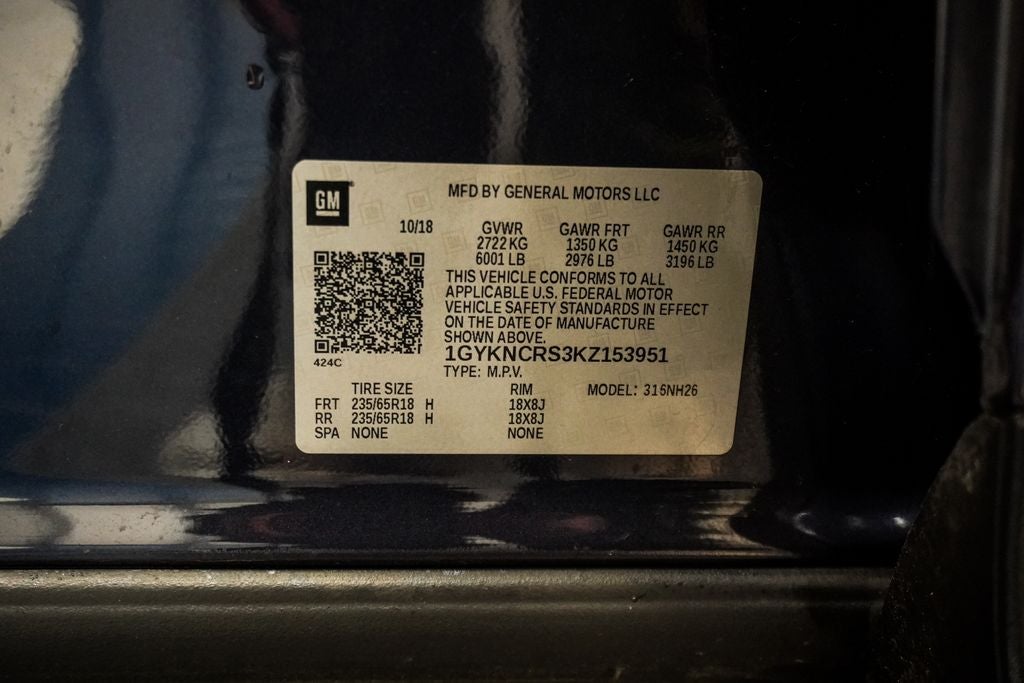 GM
MFD BY GENERAL MOTORS LLC
10/18 GVWR GAWR FRT GAWR RR
2722 KG 1350 KG 1450 KG
6001 LB 2976 LB 3196 LB
THIS VEHICLE CONFORMS TO ALL
APPLICABLE U.S. FEDERAL MOTOR
VEHICLE SAFETY STANDARDS IN EFFECT
ON THE DATE OF MANUFACTURE
SHOWN ABOVE.
424C
1GYKNCRS3KZ153951
TYPE: M.P.V.
TIRE SIZE RIM MODEL: 316NH26
FRT 235/65R18 H 18X8J
RR 235/65R18 H 18X8J
SPA NONE NONE